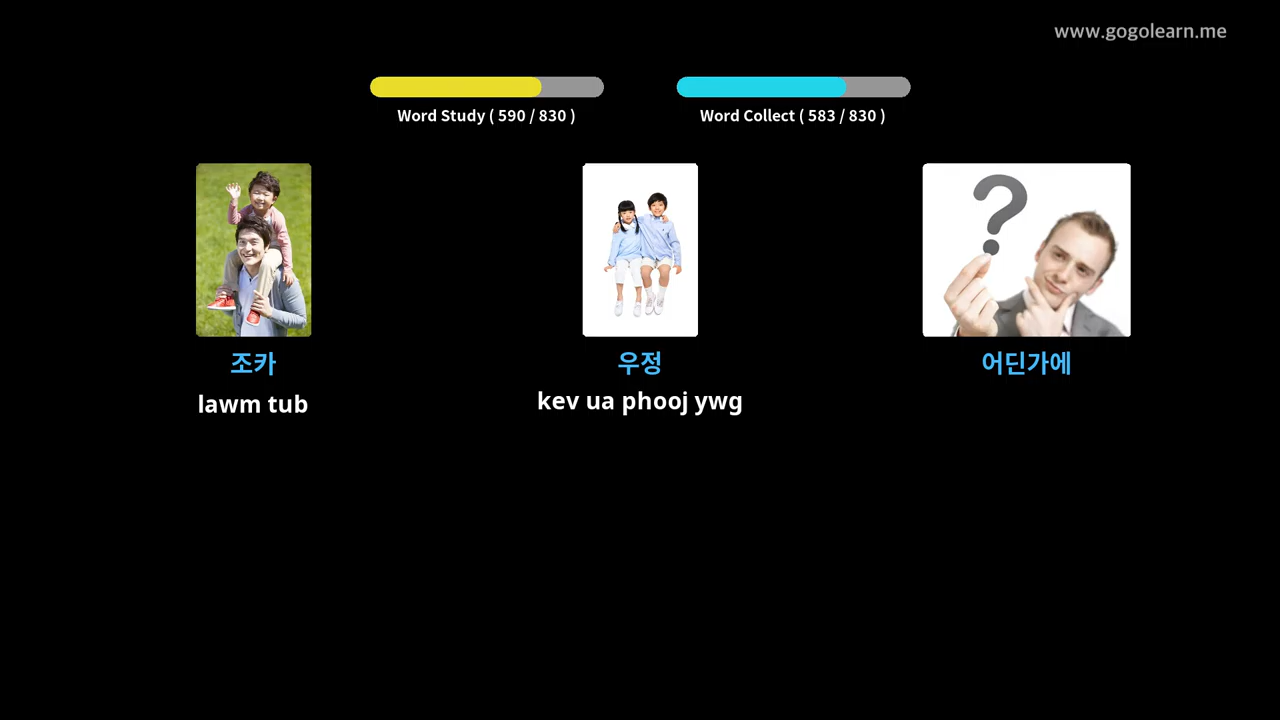 www.gogolearn.me
Word Study ( 590 / 830 )
Word Collect ( 583 / 830 )
조카
우정
어딘가에
lawm tub
kev ua phooj ywg